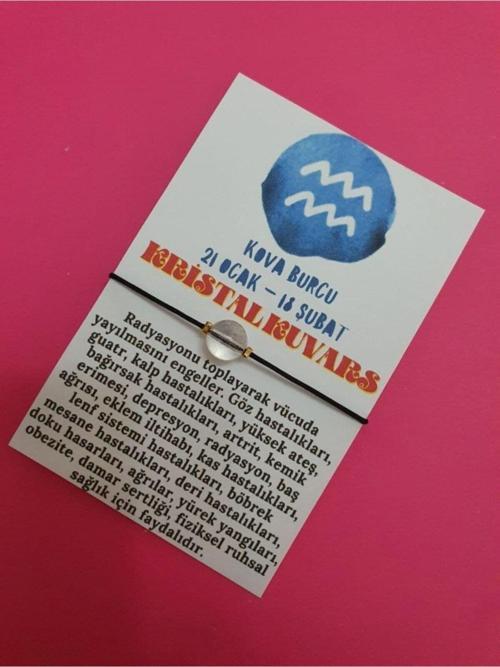 KOVA BURCU
21 OCAK – 18 ŞUBAT
KRİSTAL KUVARS
Radyasyonu toplayarak vücuda
yayılmasını engeller. Göz hastalıkları,
guatr, kalp hastalıkları, yüksek ateş,
bağırsak hastalıkları, artrit, kemik
erimesi, depresyon, radyasyon, baş
ağrısı, eklem iltihabı, kas hastalıkları,
lenf sistemi hastalıkları, böbrek
mesane hastalıkları, deri hastalıkları,
doku hasarları, ağrılar, yürek yangıları,
obezite, damar sertliği, fiziksel ruhsal
sağlık için faydalıdır.